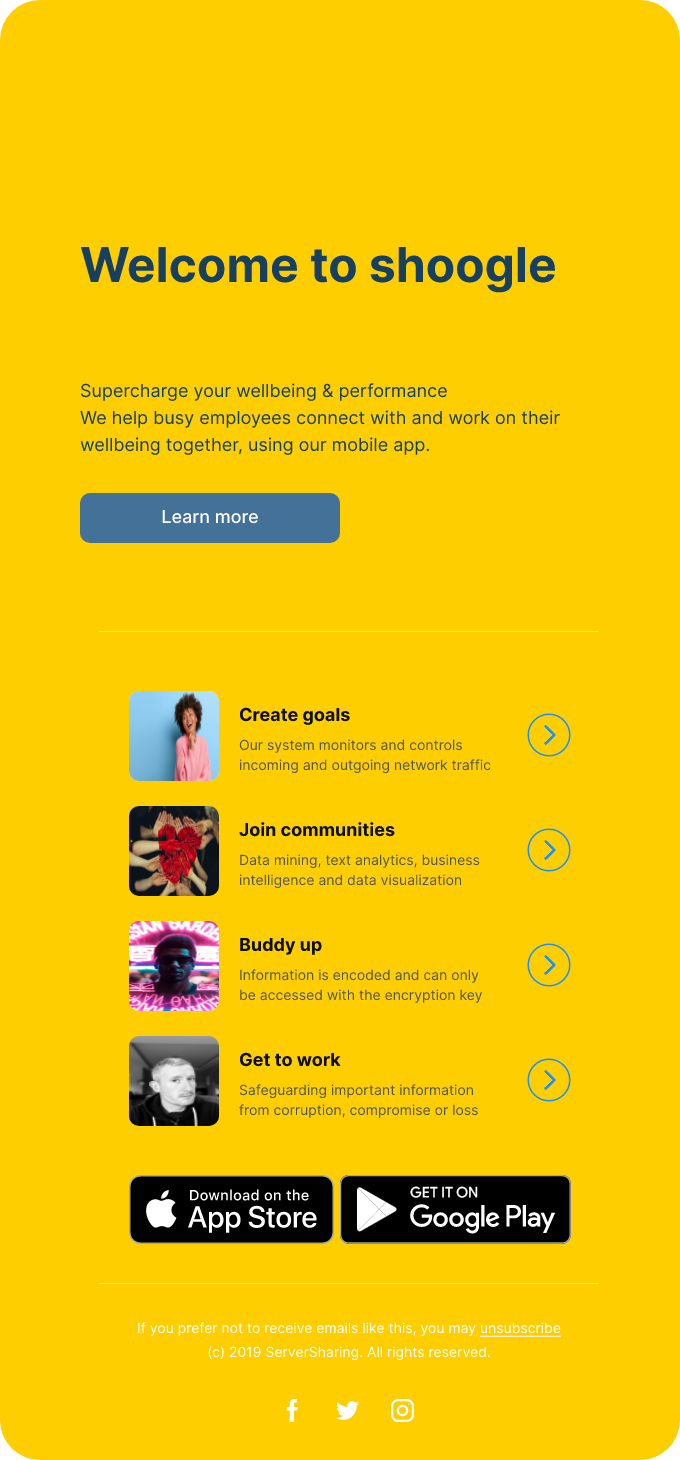 Welcome to shoogle
Supercharge your wellbeing & performance
We help busy employees connect with and work on their
wellbeing together, using our mobile app.
Learn more
Create goals
Our system monitors and controls
incoming and outgoing network traffic
Join communities
Data mining, text analytics, business
intelligence and data visualization
Buddy up
Information is encoded and can only
be accessed with the encryption key
Get to work
Safeguarding important information
from corruption, compromise or loss
Download on the
App Store
GET IT ON
Google Play
If you prefer not to receive emails like this, you may unsubscribe
(c) 2019 ServerSharing. All rights reserved.